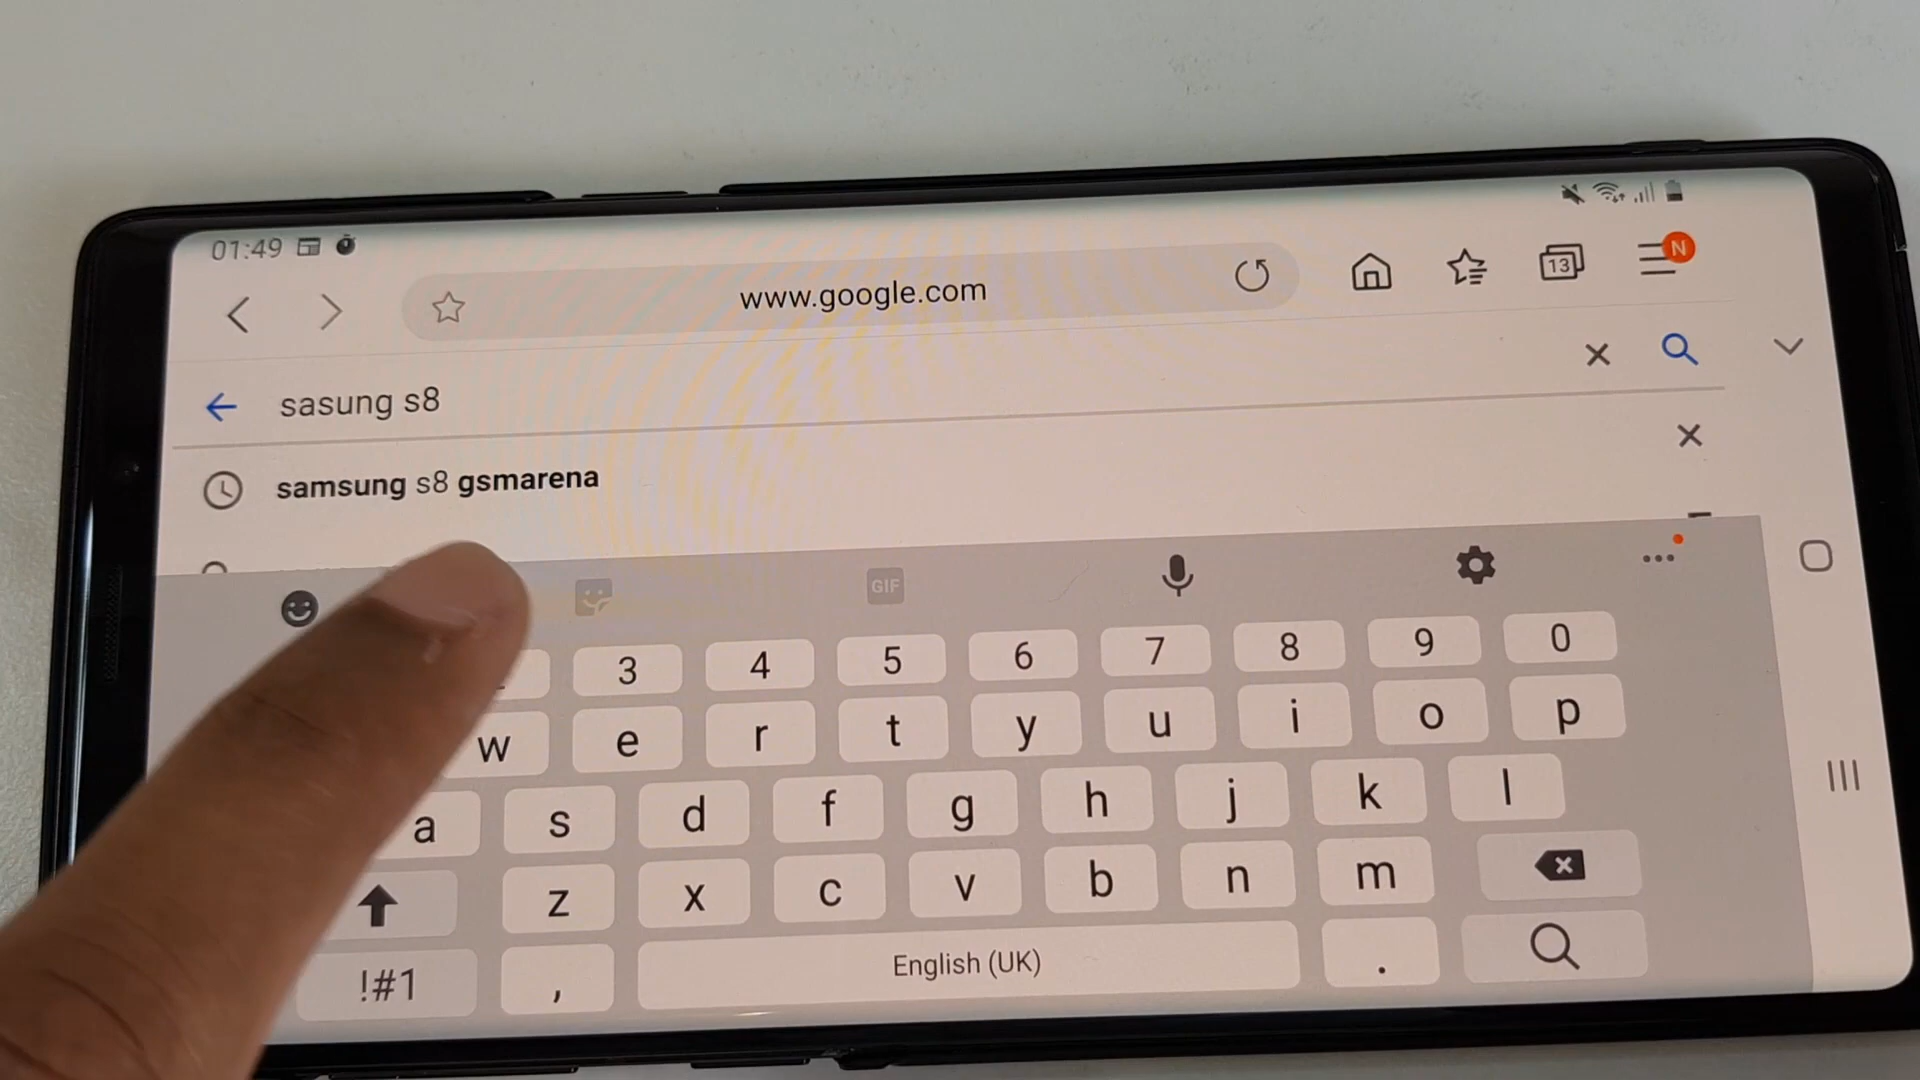 01:49
www.google.com
13
N
sasung s8
samsung s8 gsmarena
GIF
3 4 5 6 7 8 9 0
w e r t y u i o p
a s d f g h j k l
z x c v b n m
!#1 , English (UK) .